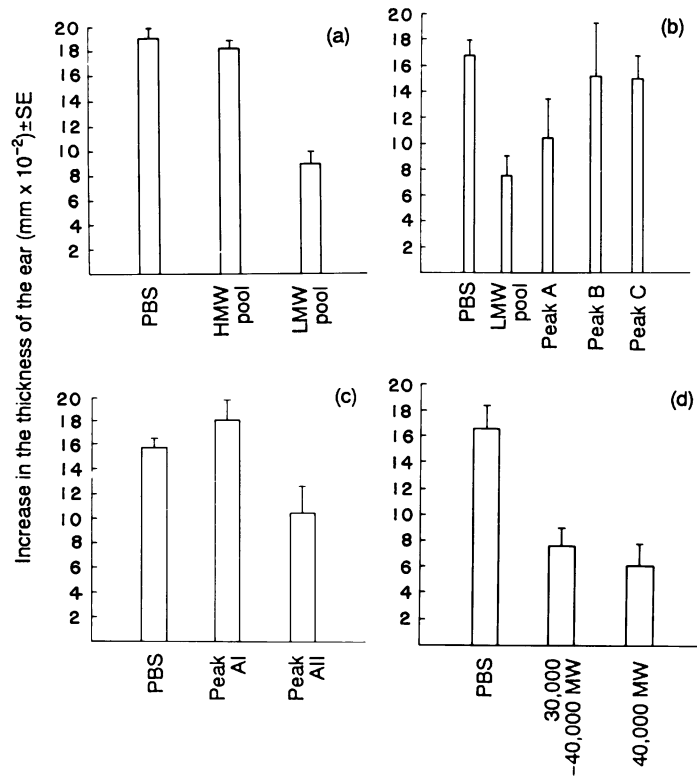 Increase in the thickness of the ear (mm x 10⁻²)±SE
(a)
20
18
16
14
12
10
8
6
4
2
PBS
HMW
pool
LMW
pool
(b)
20
18
16
14
12
10
8
6
4
2
PBS
LMW
pool
Peak A
Peak B
Peak C
(c)
20
18
16
14
12
10
8
6
4
2
PBS
Peak
AI
Peak
AII
(d)
20
18
16
14
12
10
8
6
4
2
PBS
30,000
-40,000 MW
40,000 MW